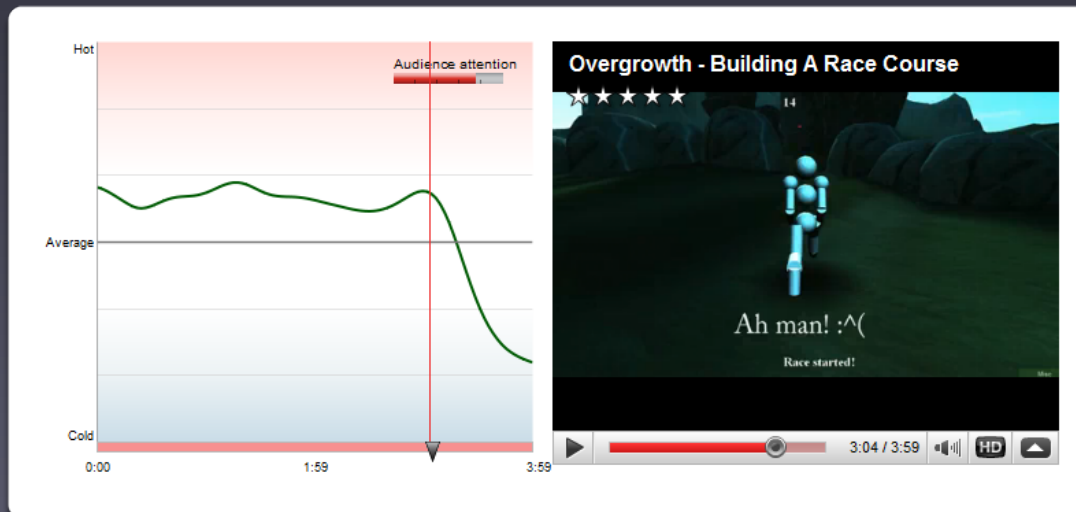 Hot
Audience attention
Average
Cold
0:00
1:59
3:59
Overgrowth - Building A Race Course
14
Ah man! :^(
Race started!
3:04 / 3:59
HD